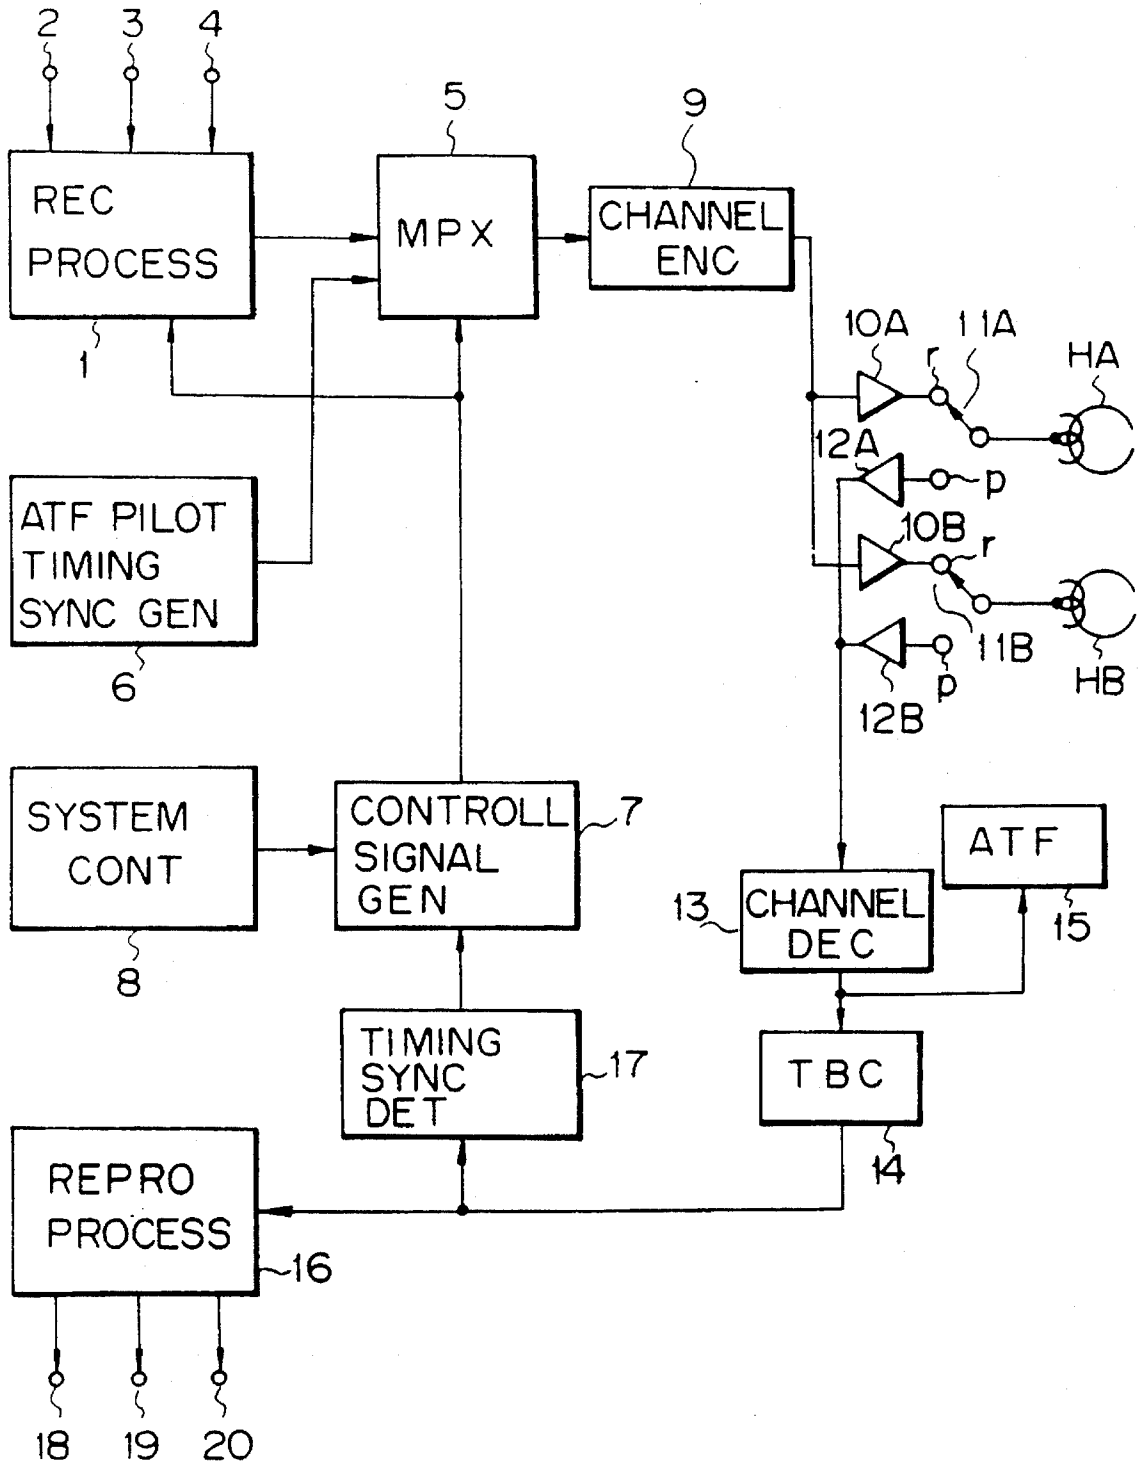 2 3 4
5
9
REC
PROCESS
1
MPX
CHANNEL
ENC
10A 11A
r
HA
12A
p
ATF PILOT
TIMING
SYNC GEN
6
10B
r
11B
HB
12B
p
SYSTEM
CONT
8
CONTROLL
SIGNAL
GEN
7
ATF
15
13
CHANNEL
DEC
TIMING
SYNC
DET
17
TBC
14
REPRO
PROCESS
16
18 19 20